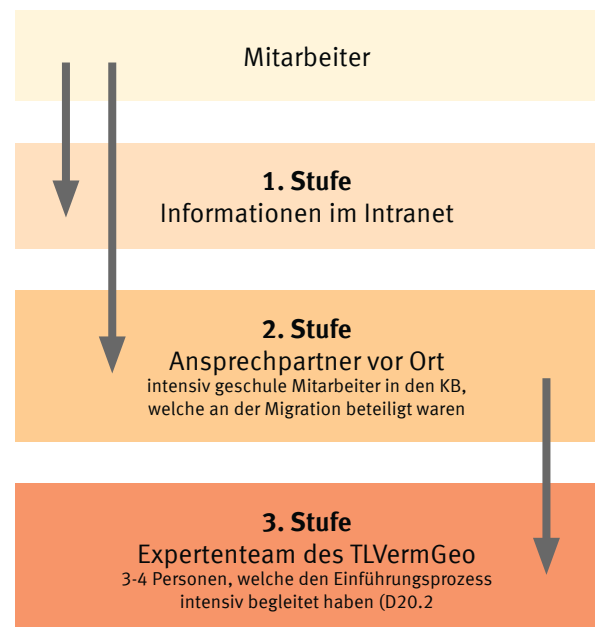 Mitarbeiter
1. Stufe
Informationen im Intranet
2. Stufe
Ansprechpartner vor Ort
intensiv geschule Mitarbeiter in den KB,
welche an der Migration beteiligt waren
3. Stufe
Expertenteam des TLVermGeo
3-4 Personen, welche den Einführungsprozess
intensiv begleitet haben (D20.2